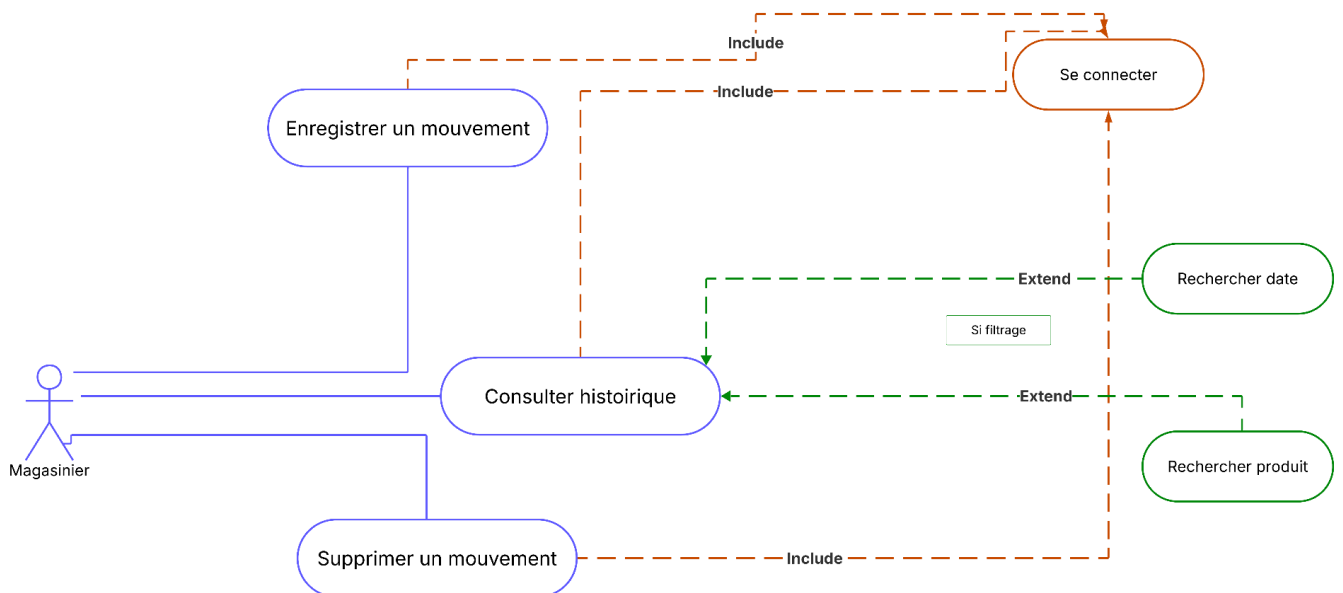 Include
Se connecter
Include
Enregistrer un mouvement
Extend
Rechercher date
Si filtrage
Consulter histoirique
Extend
Magasinier
Rechercher produit
Supprimer un mouvement
Include